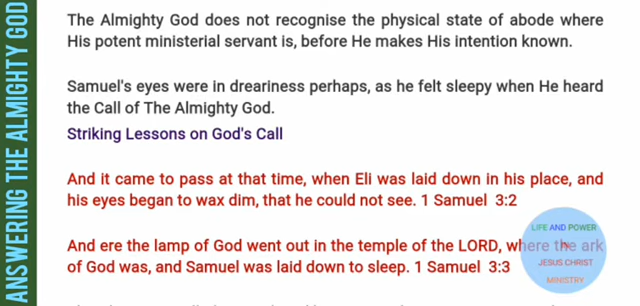 ANSWERING THE ALMIGHTY GOD
The Almighty God does not recognise the physical state of abode where
His potent ministerial servant is, before He makes His intention known.
Samuel's eyes were in dreariness perhaps, as he felt sleepy when He heard
the Call of The Almighty God.
Striking Lessons on God's Call
And it came to pass at that time, when Eli was laid down in his place, and
his eyes began to wax dim, that he could not see. 1 Samuel 3:2
And ere the lamp of God went out in the temple of the LORD, where the ark
of God was, and Samuel was laid down to sleep. 1 Samuel 3:3
LIFE AND POWER
IN
JESUS CHRIST
MINISTRY